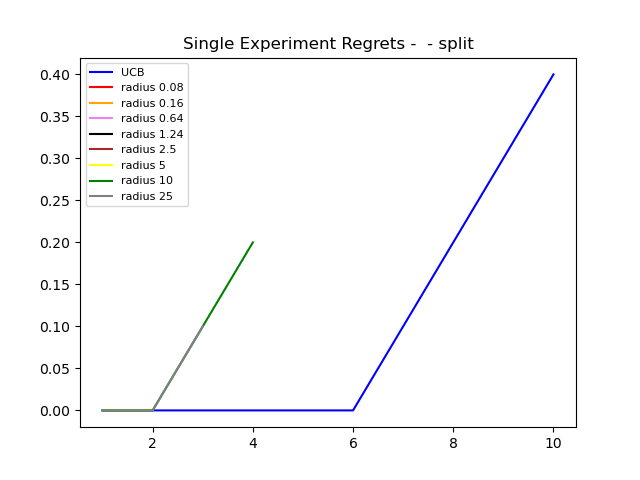 Single Experiment Regrets -  - split
0.40
0.35
0.30
0.25
0.20
0.15
0.10
0.05
0.00
UCB
radius 0.08
radius 0.16
radius 0.64
radius 1.24
radius 2.5
radius 5
radius 10
radius 25
2 4 6 8 10